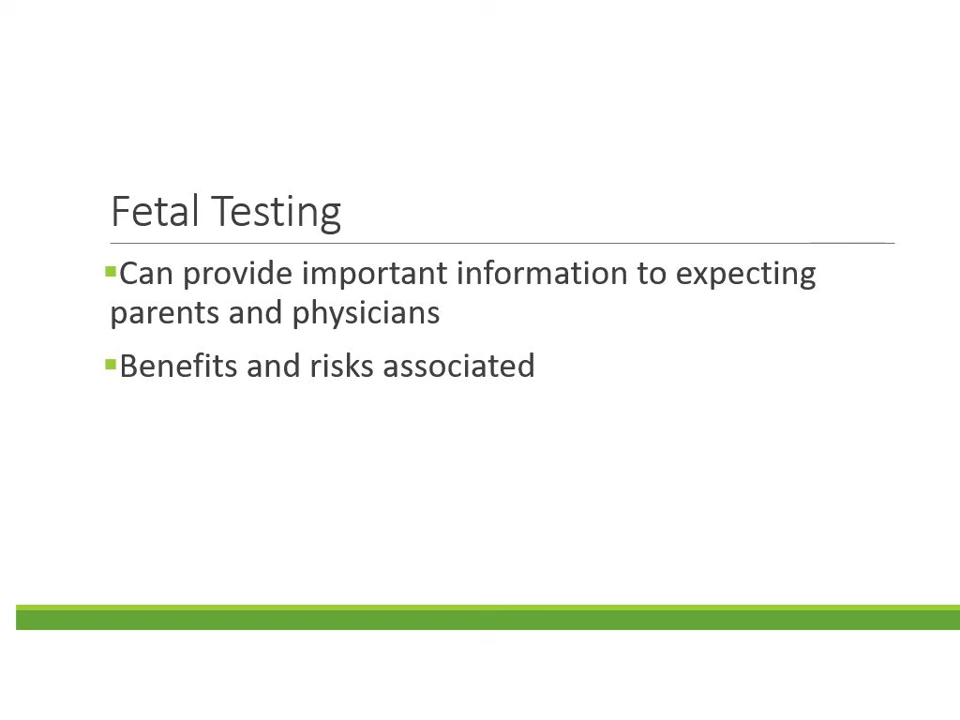 Fetal Testing
▪Can provide important information to expecting
parents and physicians
▪Benefits and risks associated